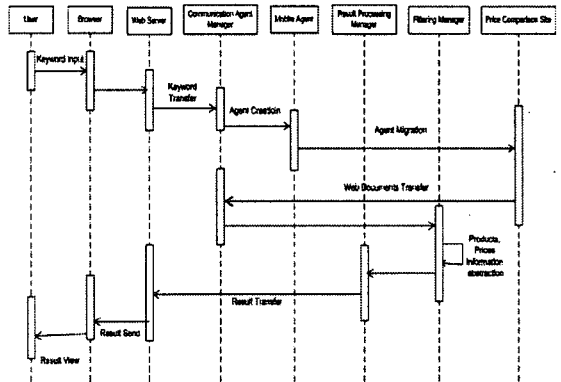 User
Browser
Web Server
Communication Agent
Manager
Mobile Agent
Result Processing
Manager
Filtering Manager
Price Comparison Site
Keyword Input
Keyword
Transfer
Agent Creation
Agent Migration
Web Documents Transfer
Products,
Prices
Information
abstraction
Result Transfer
Result Send
Result View